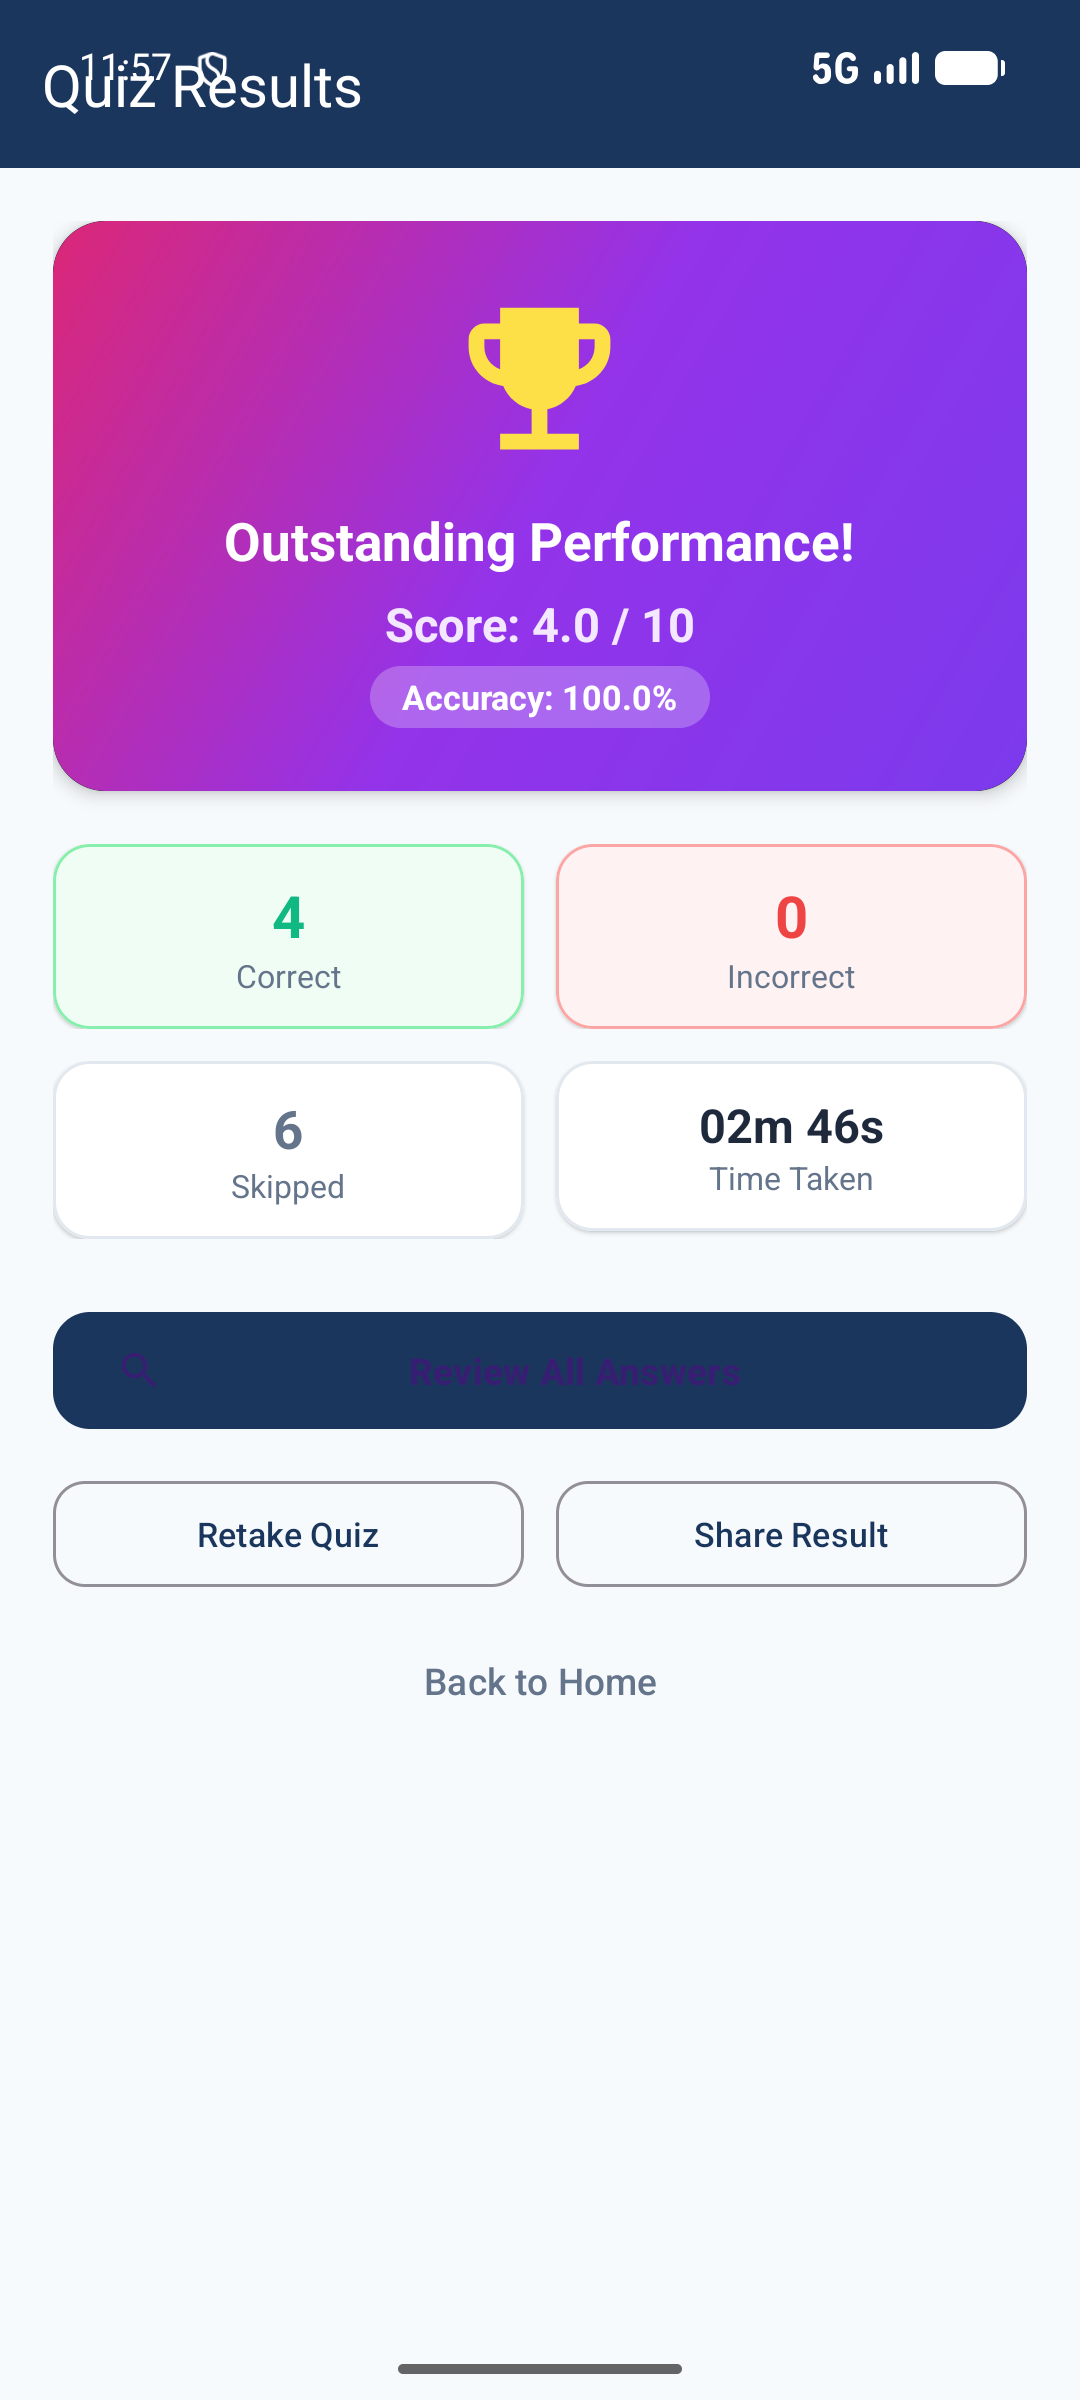 11:57
5G
Quiz Results
Outstanding Performance!
Score: 4.0 / 10
Accuracy: 100.0%
4
Correct
0
Incorrect
6
Skipped
02m 46s
Time Taken
Review All Answers
Retake Quiz
Share Result
Back to Home